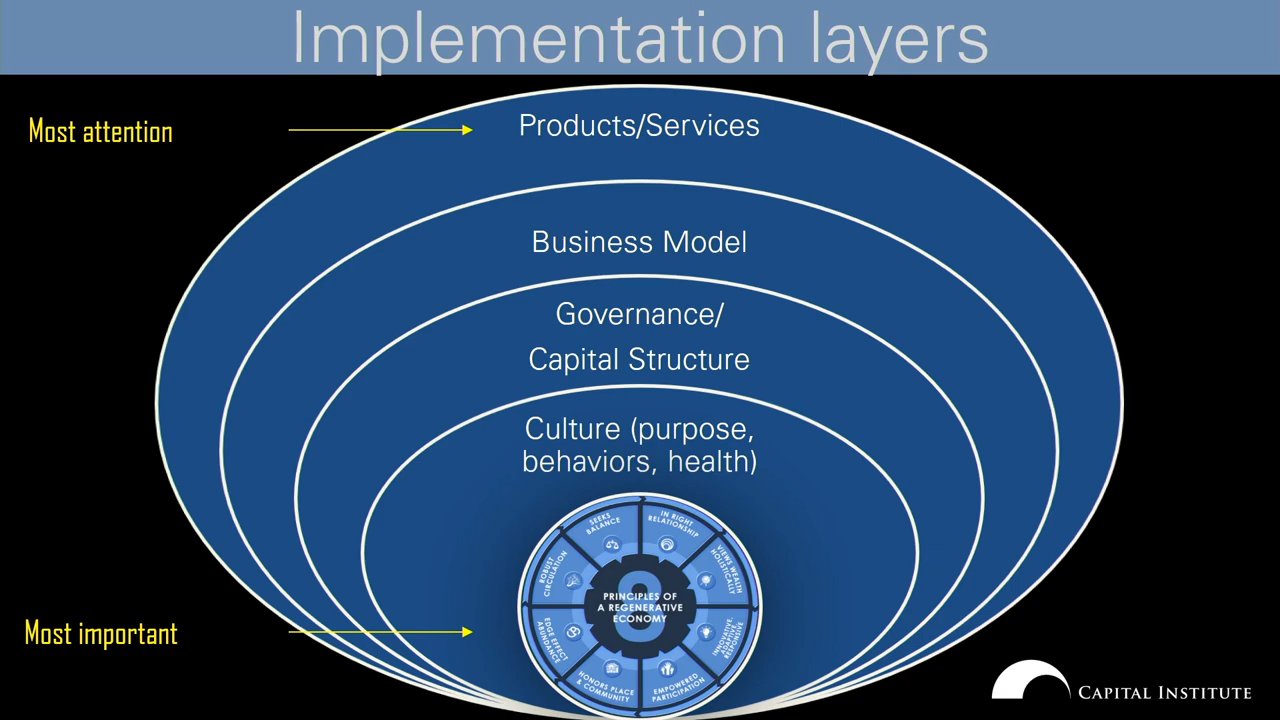 Implementation layers
Most attention
Products/Services
Business Model
Governance/
Capital Structure
Culture (purpose,
behaviors, health)
SEEKS
BALANCE
IN RIGHT
RELATIONSHIP
VIEWS WEALTH
HOLISTICALLY
INNOVATIVE,
ADAPTIVE,
RESPONSIVE
EMPOWERED
PARTICIPATION
HONORS PLACE
& COMMUNITY
EDGE EFFECT
ABUNDANCE
ROBUST
CIRCULATION
8
PRINCIPLES OF
A REGENERATIVE
ECONOMY
Most important
CAPITAL INSTITUTE